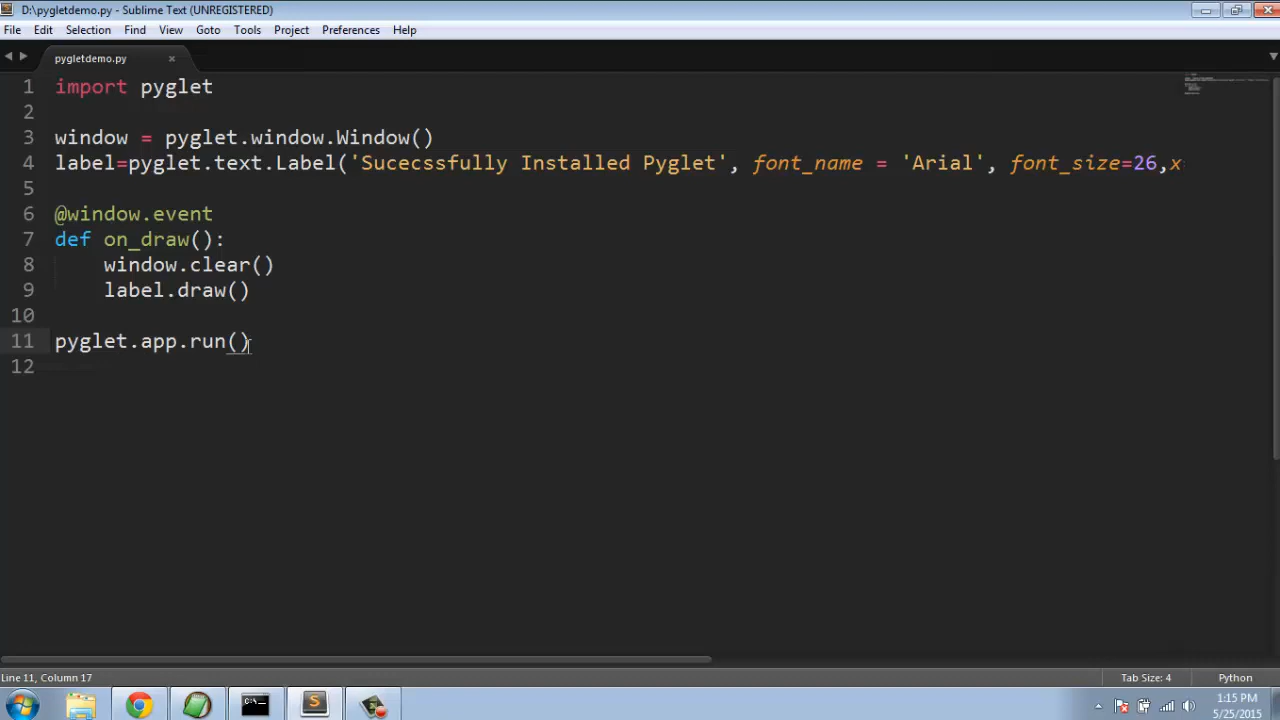 D:\pygletdemo.py - Sublime Text (UNREGISTERED)
File Edit Selection Find View Goto Tools Project Preferences Help
pygletdemo.py
1 import pyglet
2
3 window = pyglet.window.Window()
4 label=pyglet.text.Label('Sucecssfully Installed Pyglet', font_name = 'Arial', font_size=26,x
5
6 @window.event
7 def on_draw():
8 window.clear()
9 label.draw()
10
11 pyglet.app.run()
12
Line 11, Column 17 Tab Size: 4 Python
C:\. S 1:15 PM
5/25/2015